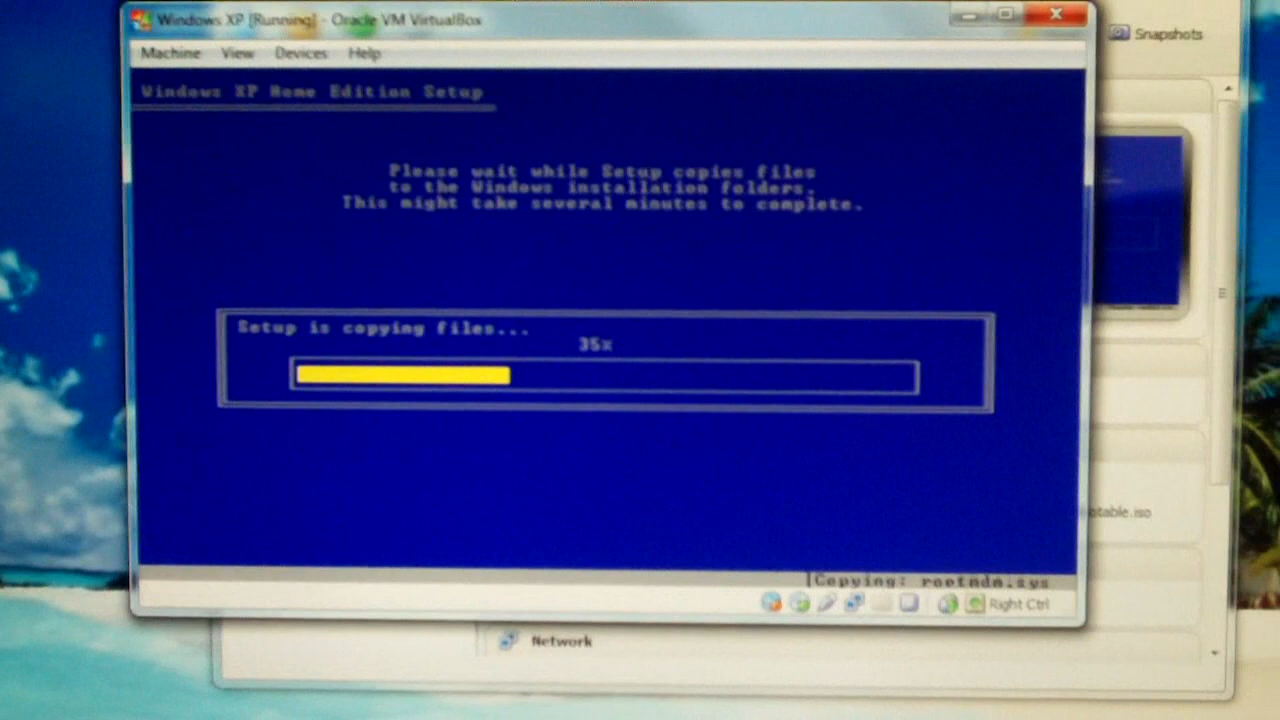 Windows XP [Running] - Oracle VM VirtualBox
Snapshots
Machine View Devices Help
Windows XP Home Edition Setup
Please wait while Setup copies files
to the Windows installation folders.
This might take several minutes to complete.
Setup is copying files...
35%
otable.iso
Copying: rootmdm.sys
Right Ctrl
Network